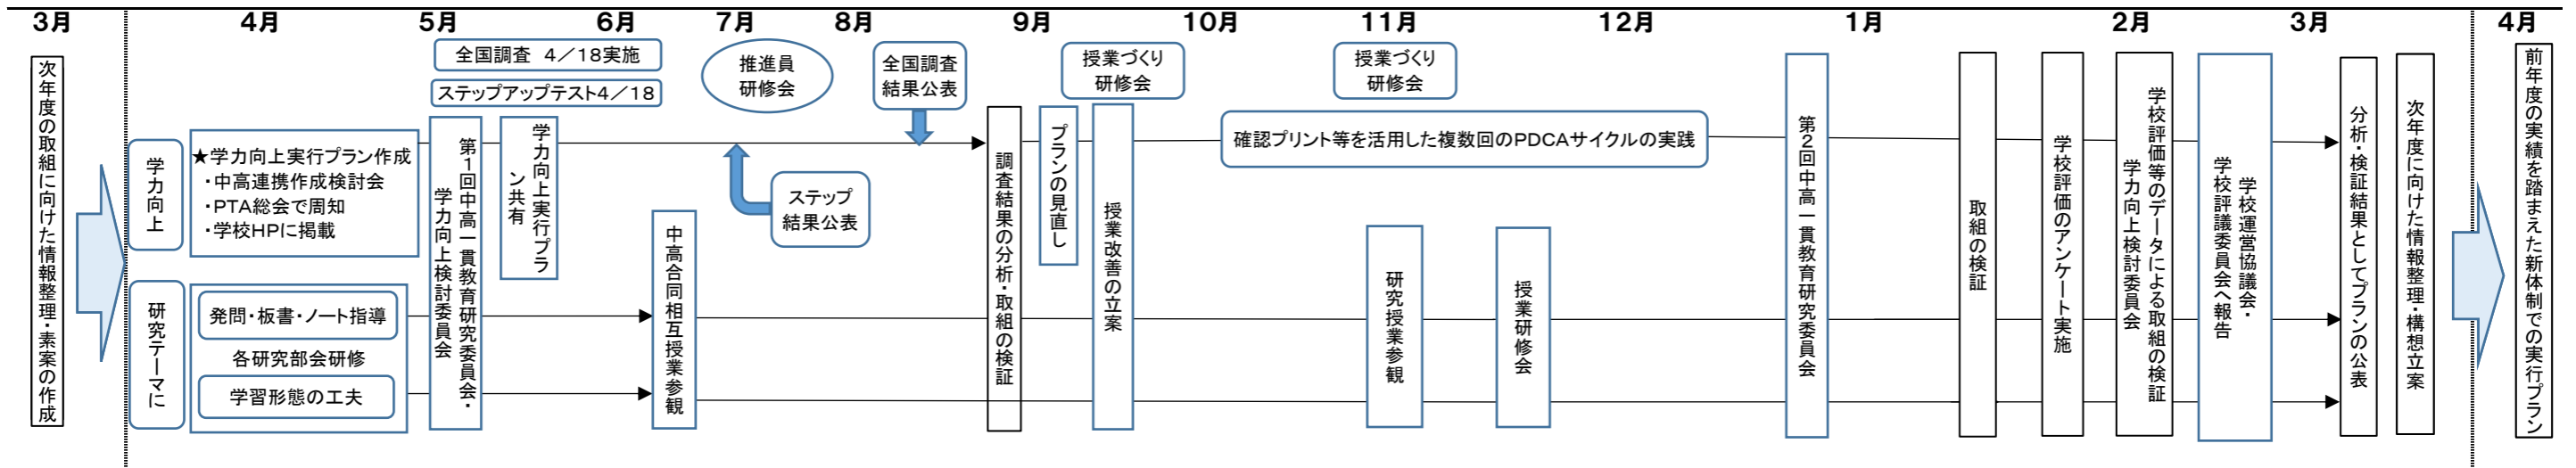 3月
4月
5月
6月
7月
8月
9月
10月
11月
12月
1月
2月
3月
4月
次年度の取組に向けた情報整理・素案の作成
学力向上
研究テーマに
★学力向上実行プラン作成
・中高連携作成検討会
・PTA総会で周知
・学校HPに掲載
発問・板書・ノート指導
各研究部会研修
学習形態の工夫
全国調査 4／18実施
ステップアップテスト4／18
第1回中高一貫教育研究委員会・
学力向上検討委員会
学力向上実行プラ
ン共有
中高合同相互授業参観
推進員
研修会
ステップ
結果公表
全国調査
結果公表
調査結果の分析・取組の検証
プランの見直し
授業づくり
研修会
授業改善の立案
授業づくり
研修会
確認プリント等を活用した複数回のPDCAサイクルの実践
研究授業参観
授業研修会
第2回中高一貫教育研究委員会
取組の検証
学校評価のアンケート実施
学校評価等のデータによる取組の検証
学力向上検討委員会
学校運営協議会・
学校評議委員会へ報告
分析・検証結果としてプランの公表
次年度に向けた情報整理・構想立案
前年度の実績を踏まえた新体制での実行プラン